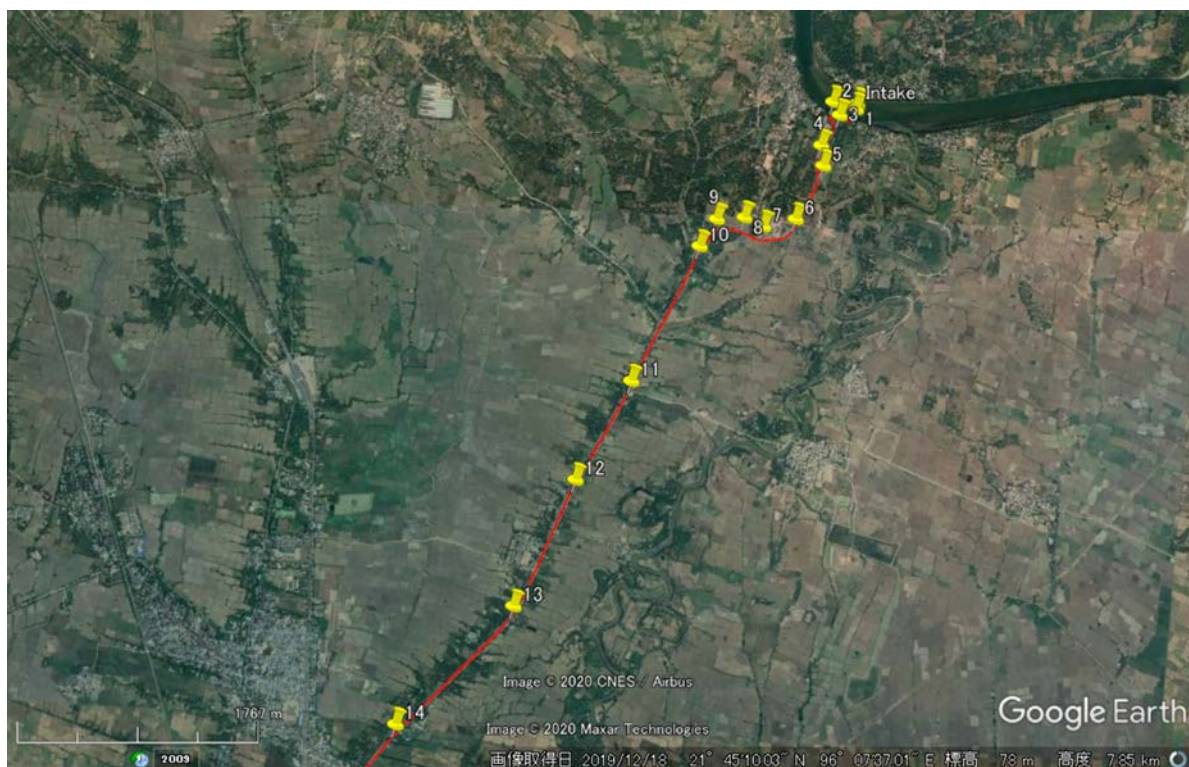 2
Intake
4
3
1
5
9
7
6
8
10
11
12
13
Image © 2020 CNES / Airbus
14
1767 m
Google Earth
Image © 2020 Maxar Technologies
2009
画像取得日 2019/12/18 21° 45'10.03" N 96° 07'37.01" E 標高 78 m 高度 7.85 km